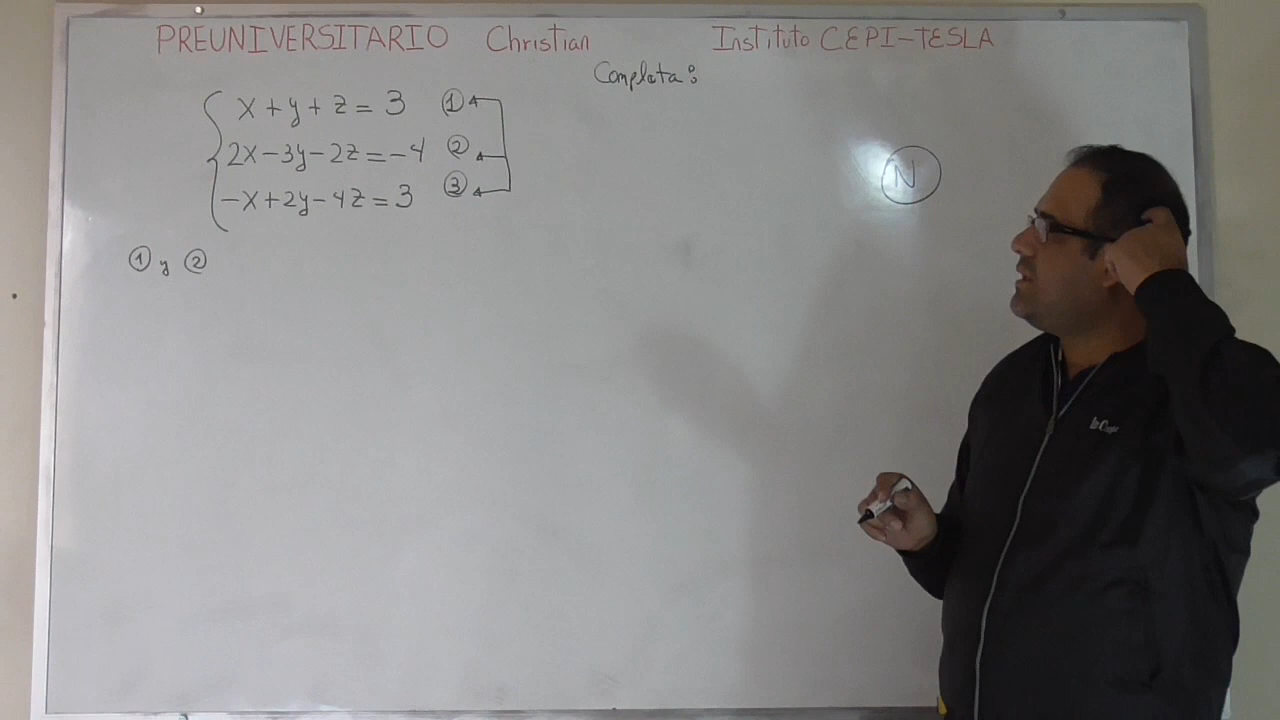 PREUNIVERSITARIO Christian Instituto CEPI-TESLA
Completa:
x+y+z=3 ①
2x-3y-2z=-4 ②
-x+2y-4z=3 ③
N
① y ②